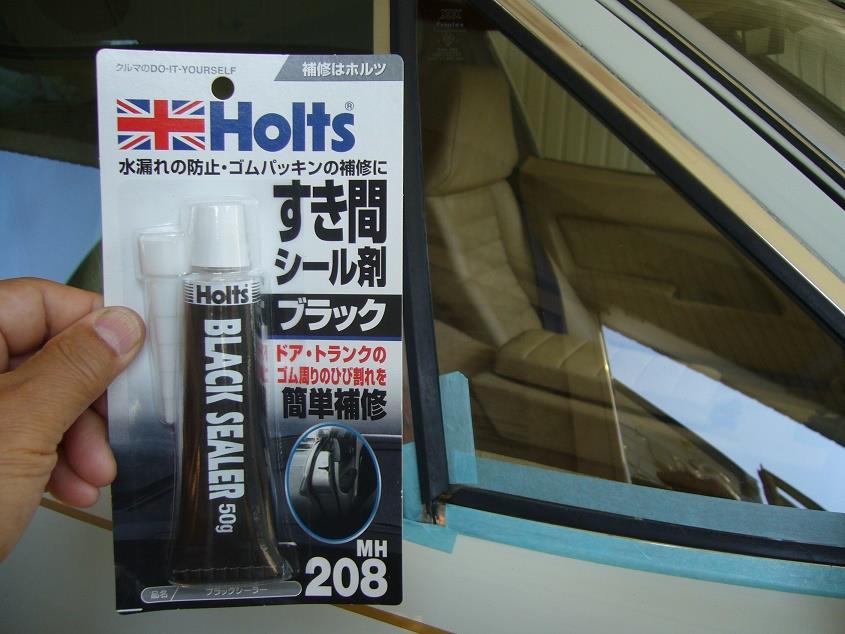 クルマのDO-IT-YOURSELF
補修はホルツ
Holts®
水漏れの防止・ゴムパッキンの補修に
すき間
シール剤
ブラック
ドア・トランクの
ゴム周りのひび割れを
簡単補修
Holts
BLACK SEALER 50g
MH
208
品名
ブラックシーラー